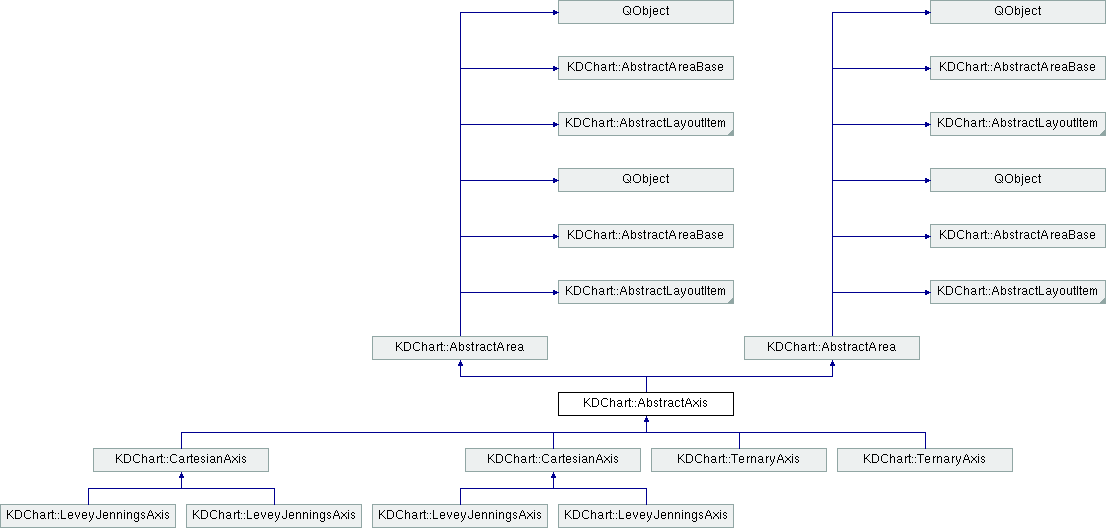 QObject
QObject
KDChart::AbstractAreaBase
KDChart::AbstractAreaBase
KDChart::AbstractLayoutItem
KDChart::AbstractLayoutItem
QObject
QObject
KDChart::AbstractAreaBase
KDChart::AbstractAreaBase
KDChart::AbstractLayoutItem
KDChart::AbstractLayoutItem
KDChart::AbstractArea
KDChart::AbstractArea
KDChart::AbstractAxis
KDChart::CartesianAxis
KDChart::CartesianAxis
KDChart::TernaryAxis
KDChart::TernaryAxis
KDChart::LeveyJenningsAxis
KDChart::LeveyJenningsAxis
KDChart::LeveyJenningsAxis
KDChart::LeveyJenningsAxis